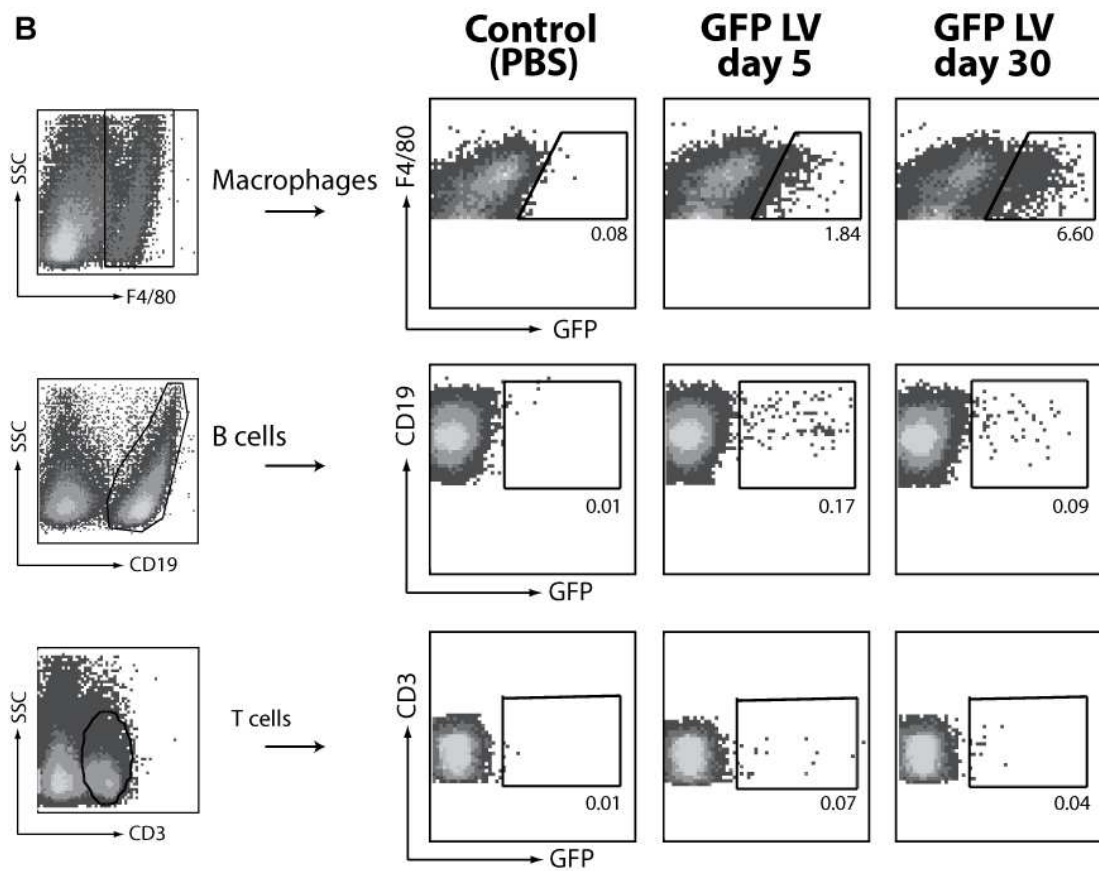 B
Control
(PBS)
GFP LV
day 5
GFP LV
day 30
SSC
F4/80
Macrophages
F4/80
0.08
1.84
6.60
GFP
SSC
CD19
B cells
CD19
0.01
0.17
0.09
GFP
SSC
CD3
T cells
CD3
0.01
0.07
0.04
GFP